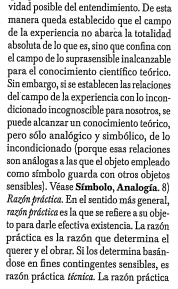 vidad posible del entendimiento. De esta
manera queda establecido que el campo
de la experiencia no abarca la totalidad
absoluta de lo que es, sino que confina con
el campo de lo suprasensible inalcanzable
para el conocimiento científico teórico.
Sin embargo, si se establecen las relaciones
del campo de la experiencia con lo incon-
dicionado incognoscible para nosotros, se
puede alcanzar un conocimiento teórico,
pero sólo analógico y simbólico, de lo
incondicionado (porque esas relaciones
son análogas a las que el objeto empleado
como símbolo guarda con otros objetos
sensibles). Véase Símbolo, Analogía. 8)
Razón práctica. En el sentido más general,
razón práctica es la que se refiere a su obje-
to para darle efectiva existencia. La razón
práctica es la razón que determina el
querer y el obrar. Si los determina basán-
dose en fines contingentes sensibles, es
razón práctica técnica. La razón práctica